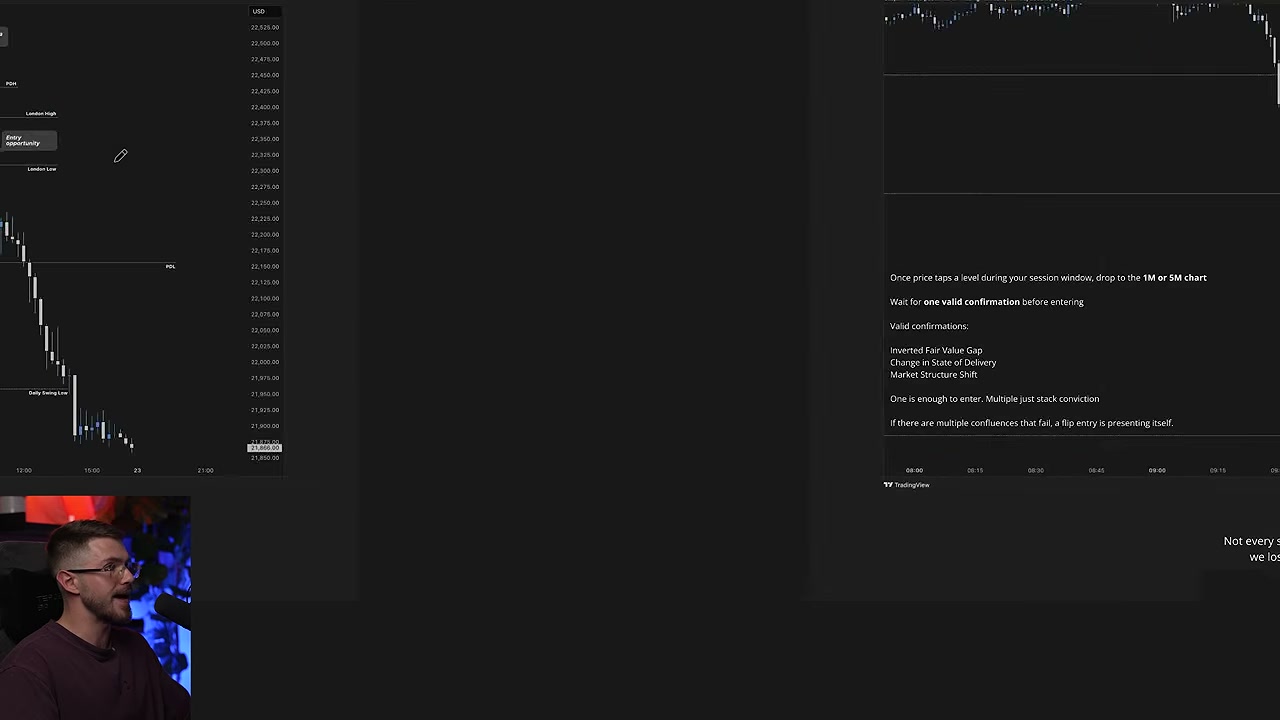 USD
22,525.00
22,500.00
22,475.00
22,450.00
22,425.00
22,400.00
22,375.00
22,350.00
22,325.00
22,300.00
22,275.00
22,250.00
22,225.00
22,200.00
22,175.00
22,150.00
22,125.00
22,100.00
22,075.00
22,050.00
22,025.00
22,000.00
21,975.00
21,950.00
21,925.00
21,900.00
21,875.00
21,866.00
21,850.00
PDH
London High
Entry
opportunity
London Low
PDL
Daily Swing Low
12:00
15:00
23
21:00
Once price taps a level during your session window, drop to the 1M or 5M chart
Wait for one valid confirmation before entering
Valid confirmations:
Inverted Fair Value Gap
Change in State of Delivery
Market Structure Shift
One is enough to enter. Multiple just stack conviction
If there are multiple confluences that fail, a flip entry is presenting itself.
08:00
08:15
08:30
08:45
09:00
09:15
TradingView
Not every
we